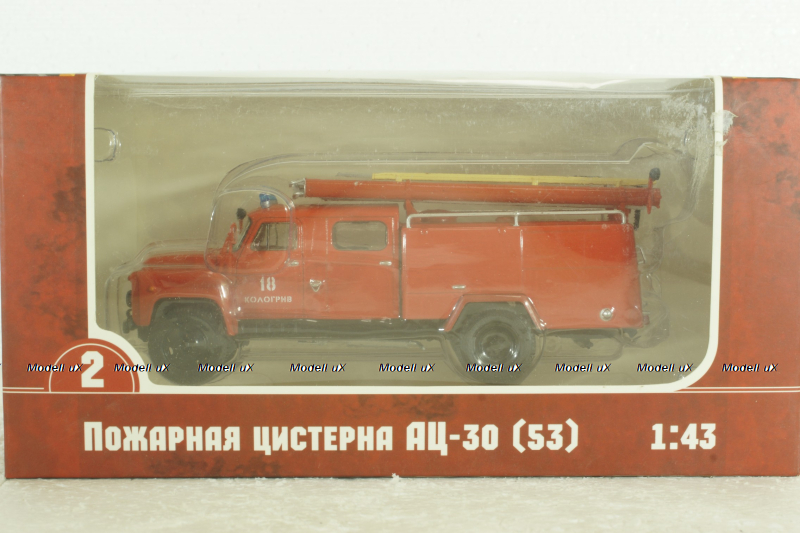 18
КОЛОГРИВ
2
Modell uX Modell uX Modell uX Modell uX Modell uX Modell uX Modell uX Modell uX Modell uX
ПОЖАРНАЯ ЦИСТЕРНА АЦ-30 (53) 1:43